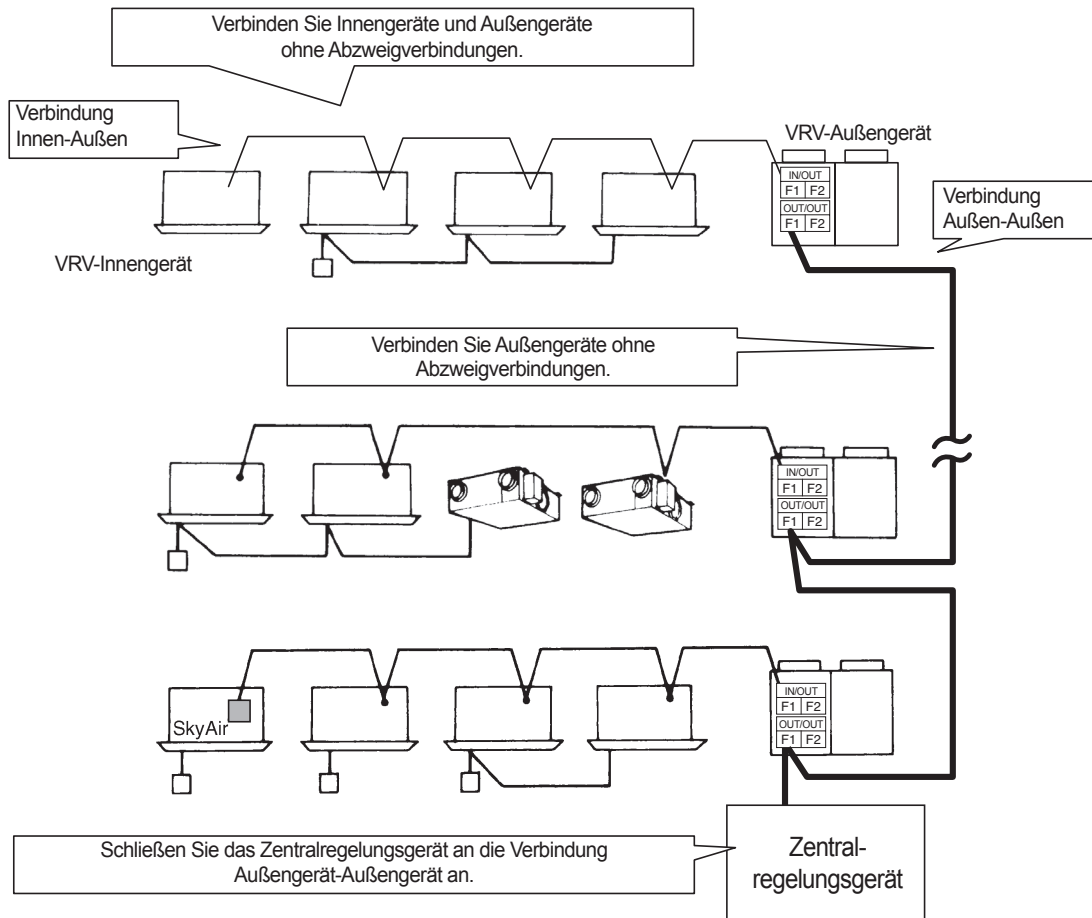 Verbinden Sie Innengeräte und Außengeräte
ohne Abzweigverbindungen.
Verbindung
Innen-Außen
VRV-Außengerät
IN/OUT
F1 F2
OUT/OUT
F1 F2
Verbindung
Außen-Außen
VRV-Innengerät
Verbinden Sie Außengeräte ohne
Abzweigverbindungen.
IN/OUT
F1 F2
OUT/OUT
F1 F2
IN/OUT
F1 F2
OUT/OUT
F1 F2
SkyAir
Schließen Sie das Zentralregelungsgerät an die Verbindung
Außengerät-Außengerät an.
Zentral-
regelungsgerät